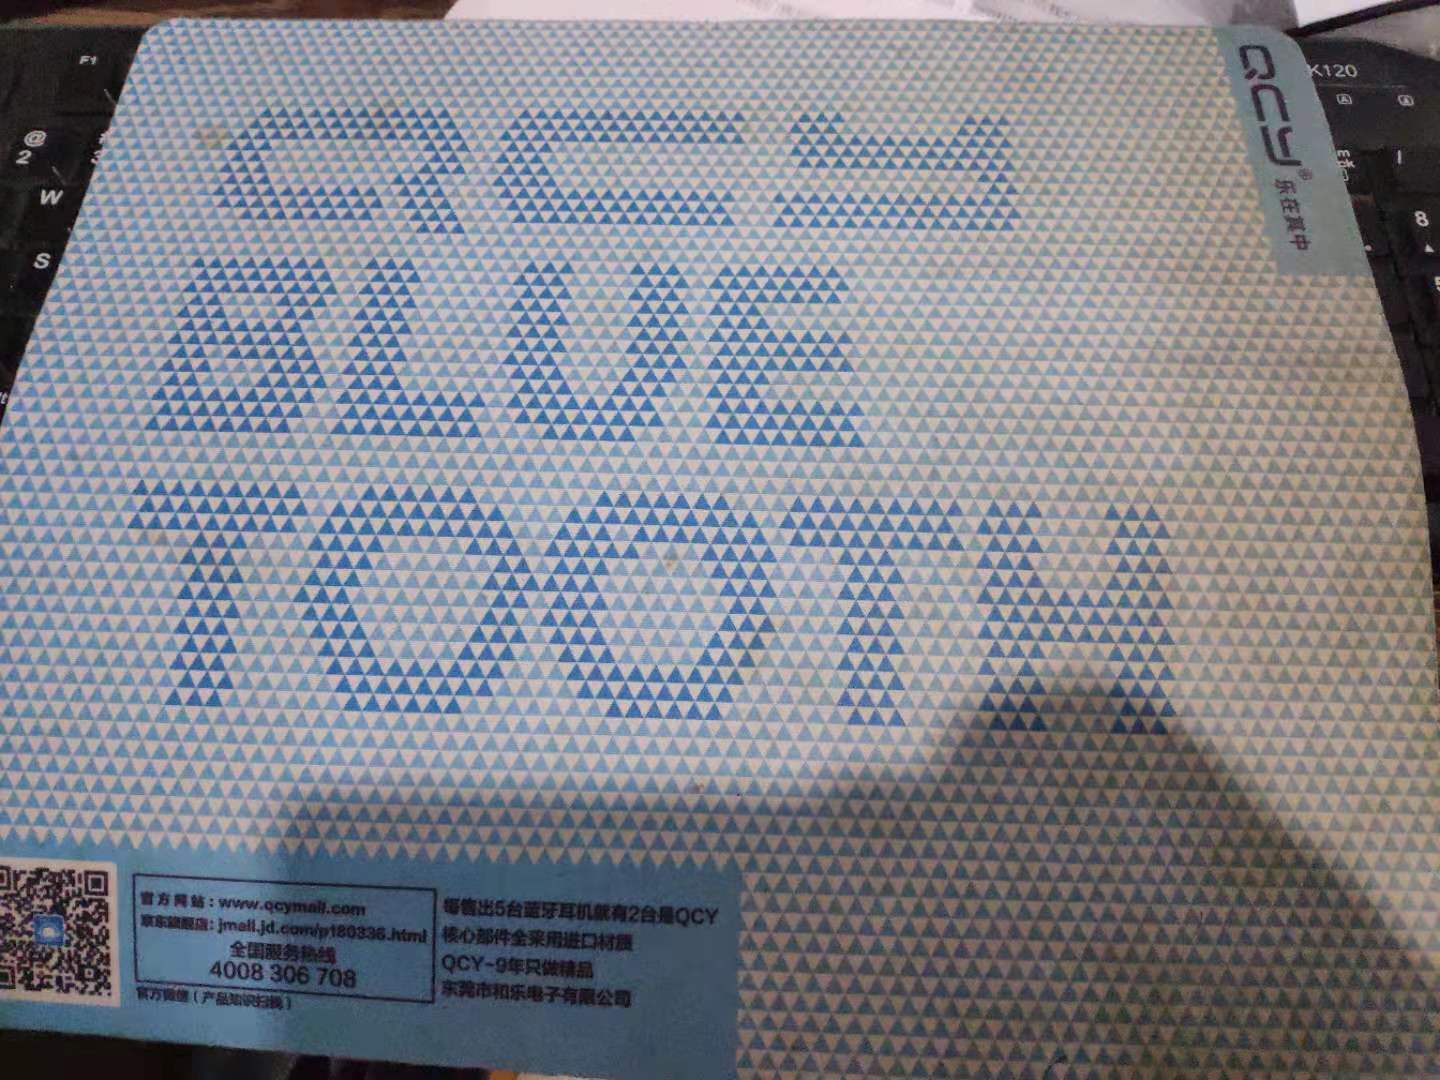 QCY® 乐在其中
QCY
BLUE
TOOTH
官方网站：www.qcymall.com
京东旗舰店：jmall.jd.com/p180336.html
全国服务热线
4008 306 708
官方微信（产品知识扫我）
每售出5台蓝牙耳机就有2台是QCY
核心部件全采用进口材质
QCY-9年只做精品
东莞市和乐电子有限公司
F1
@
2
W
S
K120
8